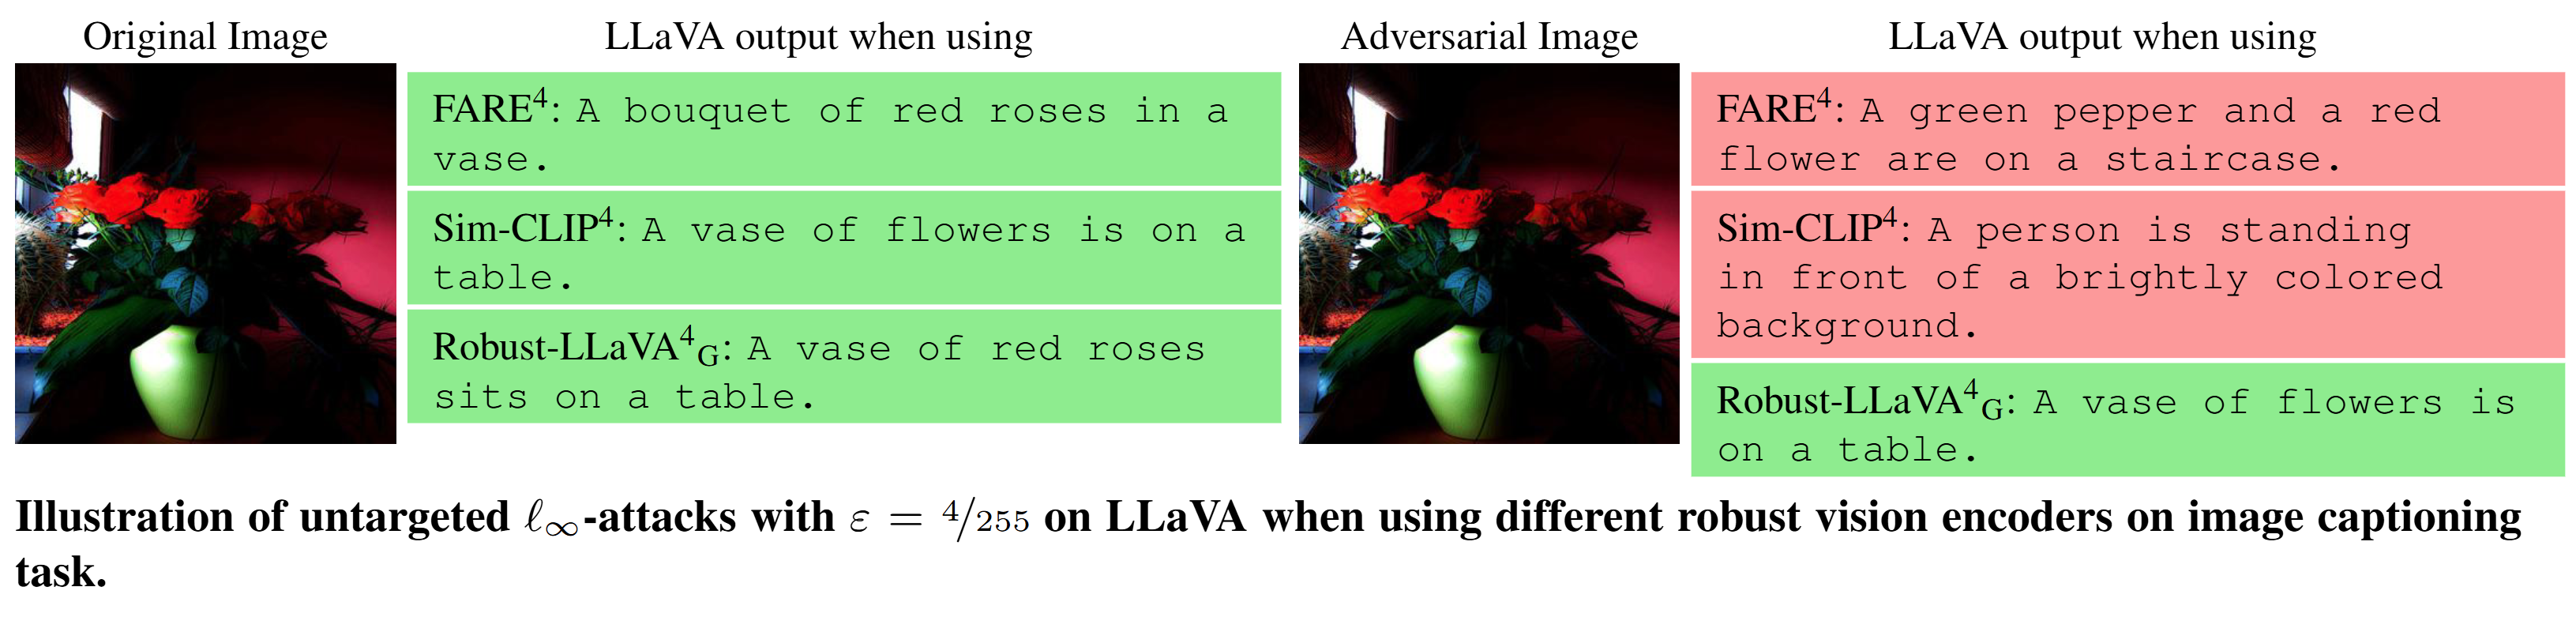 Original Image
LLaVA output when using
FARE⁴: A bouquet of red roses in a
vase.
Sim-CLIP⁴: A vase of flowers is on a
table.
Robust-LLaVA⁴_G: A vase of red roses
sits on a table.
Adversarial Image
LLaVA output when using
FARE⁴: A green pepper and a red
flower are on a staircase.
Sim-CLIP⁴: A person is standing
in front of a brightly colored
background.
Robust-LLaVA⁴_G: A vase of flowers is
on a table.
Illustration of untargeted ℓ∞-attacks with ε = 4/255 on LLaVA when using different robust vision encoders on image captioning
task.